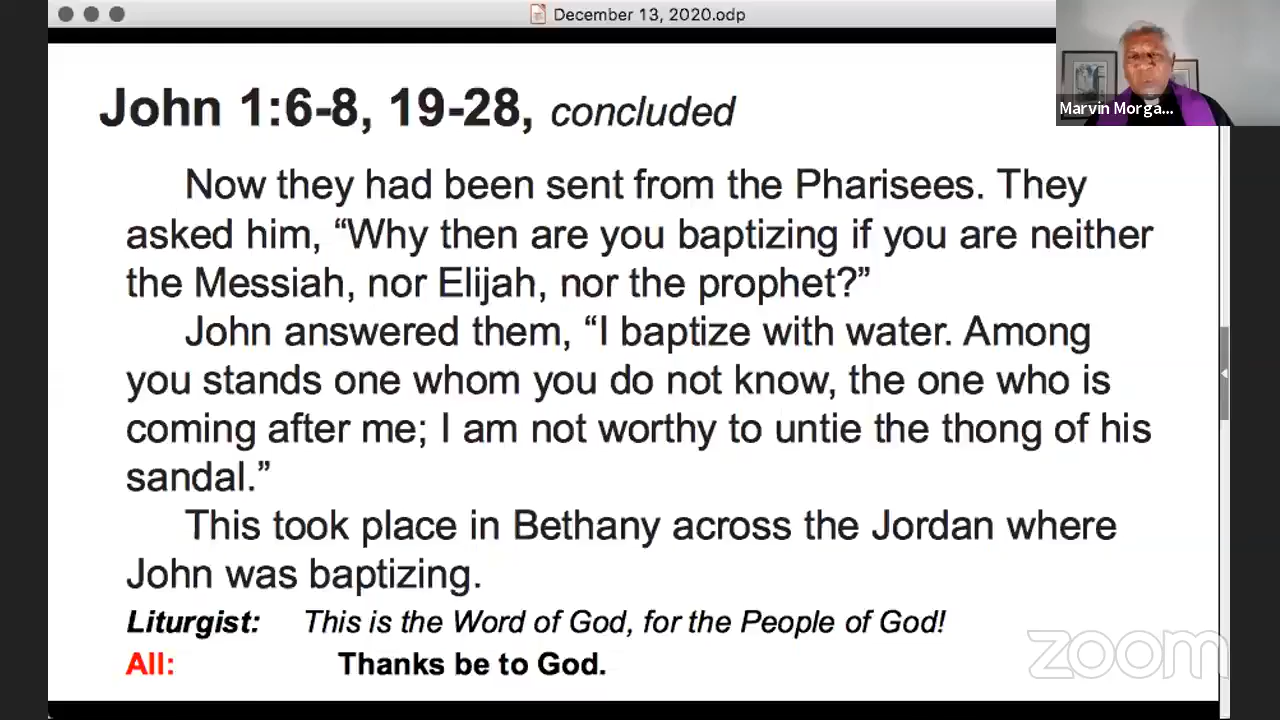 December 13, 2020.odp
Marvin Morga...
John 1:6-8, 19-28, concluded
Now they had been sent from the Pharisees. They
asked him, “Why then are you baptizing if you are neither
the Messiah, nor Elijah, nor the prophet?”
John answered them, “I baptize with water. Among
you stands one whom you do not know, the one who is
coming after me; I am not worthy to untie the thong of his
sandal.”
This took place in Bethany across the Jordan where
John was baptizing.
Liturgist: This is the Word of God, for the People of God!
All: Thanks be to God.
zoom